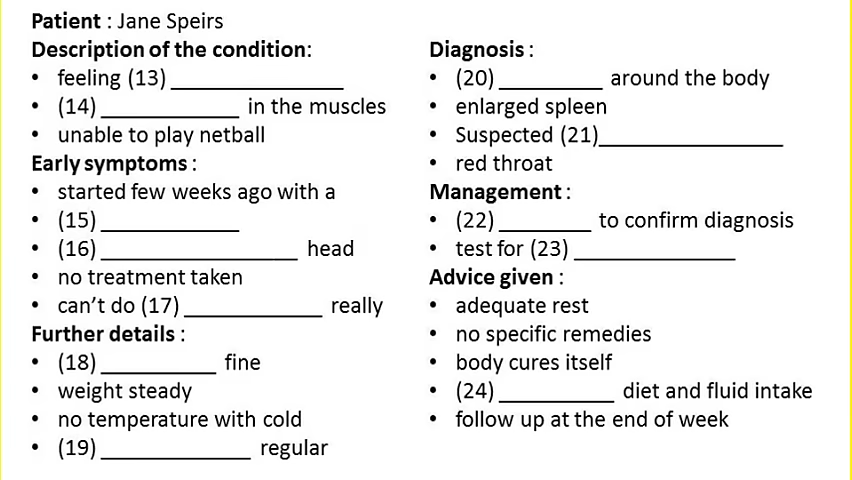 Patient : Jane Speirs
Description of the condition:
• feeling (13) _______________
• (14) ____________ in the muscles
• unable to play netball
Early symptoms :
• started few weeks ago with a
• (15) ____________
• (16) _________________ head
• no treatment taken
• can't do (17) ____________ really
Further details :
• (18) __________ fine
• weight steady
• no temperature with cold
• (19) _____________ regular
Diagnosis :
• (20) _________ around the body
• enlarged spleen
• Suspected (21)________________
• red throat
Management :
• (22) ________ to confirm diagnosis
• test for (23) ______________
Advice given :
• adequate rest
• no specific remedies
• body cures itself
• (24) __________ diet and fluid intake
• follow up at the end of week